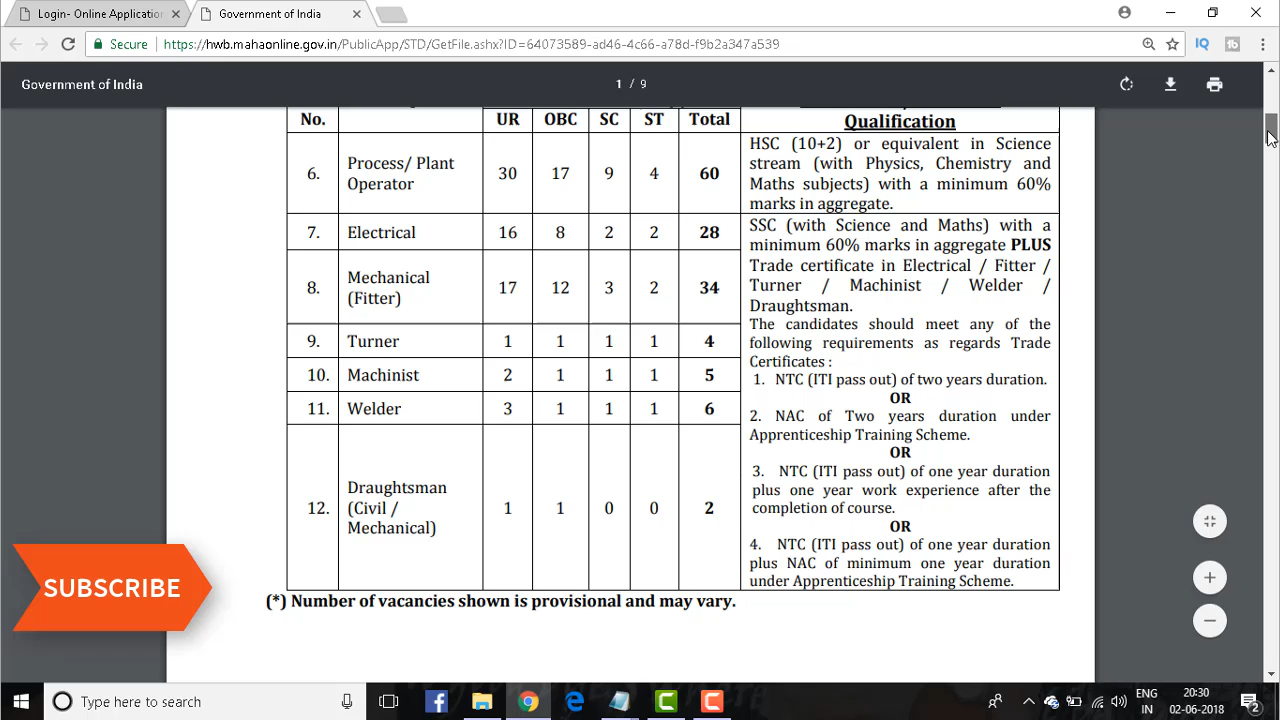 Login- Online Application
Government of India
Secure
https://hwb.mahaonline.gov.in/PublicApp/STD/GetFile.ashx?ID=64073589-ad46-4c66-a78d-f9b2a347a539
Government of India
1 / 9
No. UR OBC SC ST Total Qualification
6. Process/ Plant Operator 30 17 9 4 60
HSC (10+2) or equivalent in Science
stream (with Physics, Chemistry and
Maths subjects) with a minimum 60%
marks in aggregate.
7. Electrical 16 8 2 2 28
8. Mechanical (Fitter) 17 12 3 2 34
9. Turner 1 1 1 1 4
10. Machinist 2 1 1 1 5
11. Welder 3 1 1 1 6
12. Draughtsman (Civil / Mechanical) 1 1 0 0 2
SSC (with Science and Maths) with a
minimum 60% marks in aggregate PLUS
Trade certificate in Electrical / Fitter /
Turner / Machinist / Welder /
Draughtsman.
The candidates should meet any of the
following requirements as regards Trade
Certificates :
1. NTC (ITI pass out) of two years duration.
OR
2. NAC of Two years duration under
Apprenticeship Training Scheme.
OR
3. NTC (ITI pass out) of one year duration
plus one year work experience after the
completion of course.
OR
4. NTC (ITI pass out) of one year duration
plus NAC of minimum one year duration
under Apprenticeship Training Scheme.
(*) Number of vacancies shown is provisional and may vary.
SUBSCRIBE
Type here to search
ENG
IN
20:30
02-06-2018
2